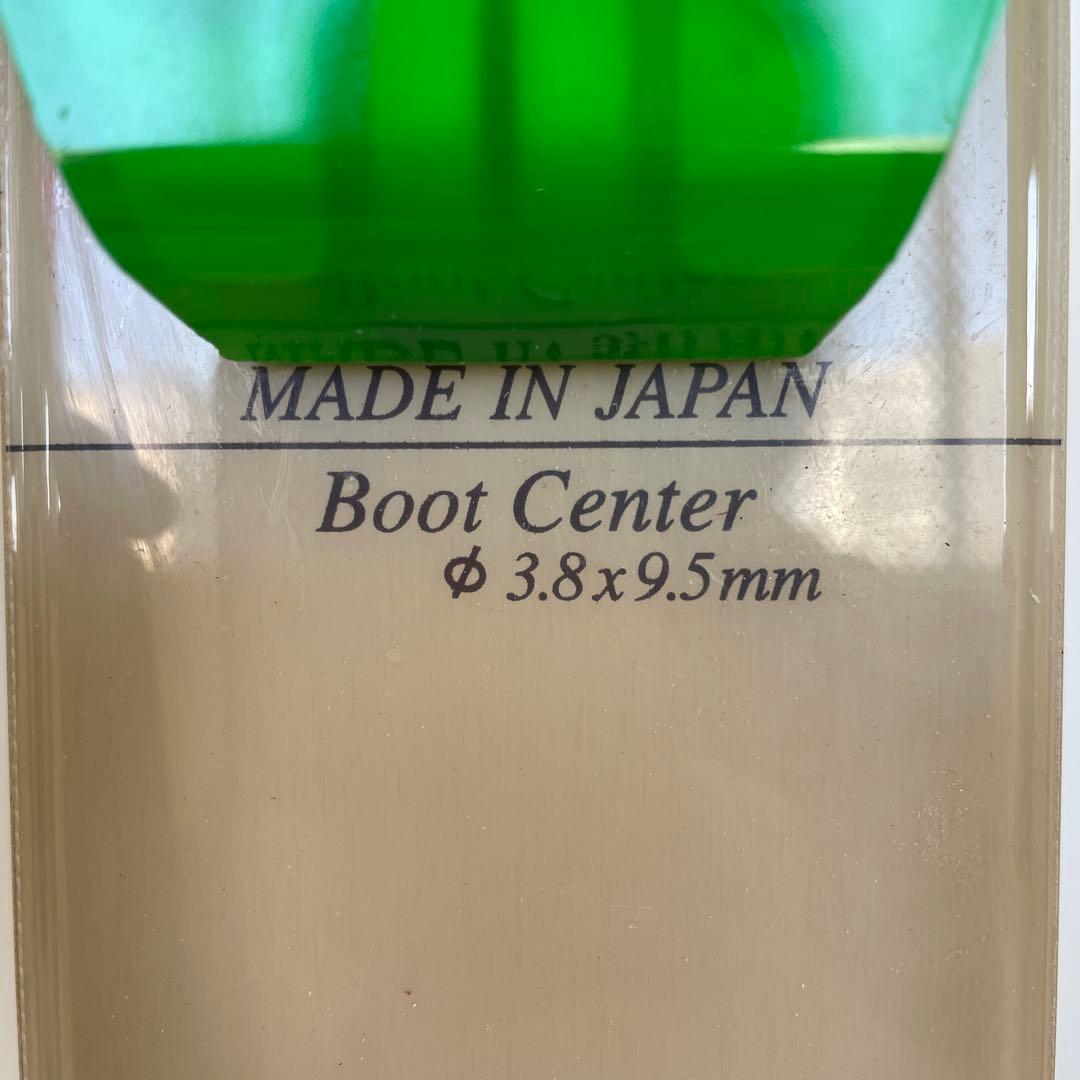 MADE IN JAPAN
Boot Center
ϕ 3.8x9.5mm